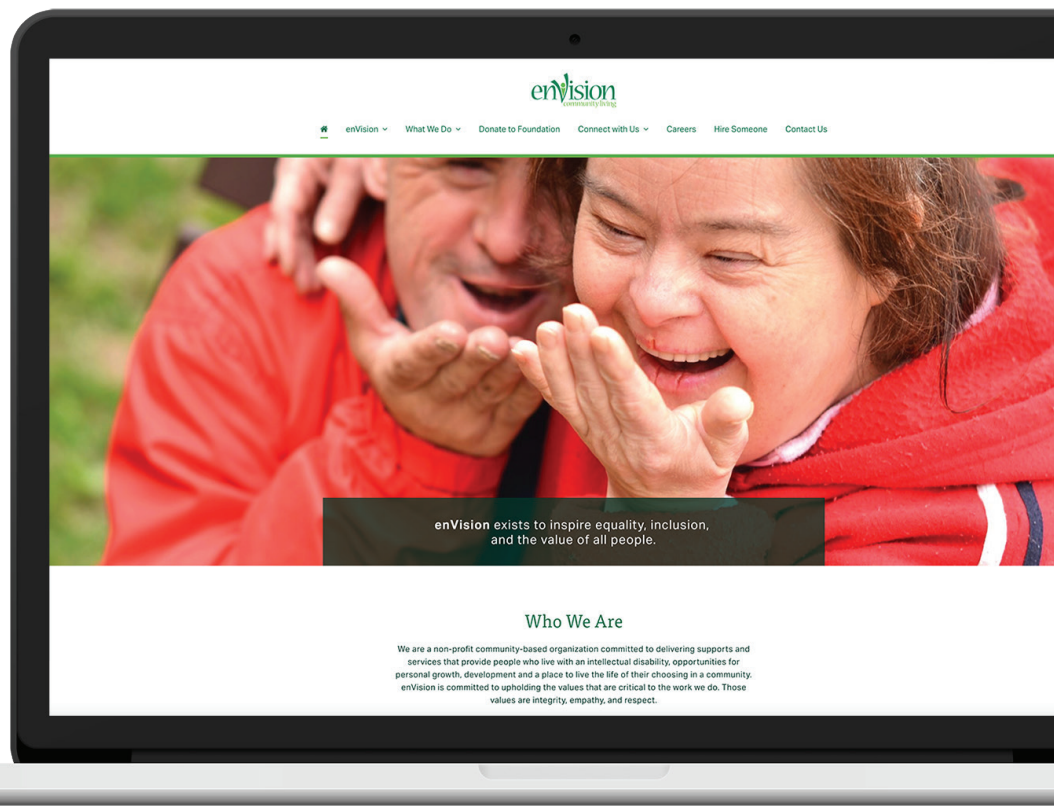 enVision
community living
enVision What We Do Donate to Foundation Connect with Us Careers Hire Someone Contact Us
enVision exists to inspire equality, inclusion,
and the value of all people.
Who We Are
We are a non-profit community-based organization committed to delivering supports and
services that provide people who live with an intellectual disability, opportunities for
personal growth, development and a place to live the life of their choosing in a community.
enVision is committed to upholding the values that are critical to the work we do. Those
values are integrity, empathy, and respect.